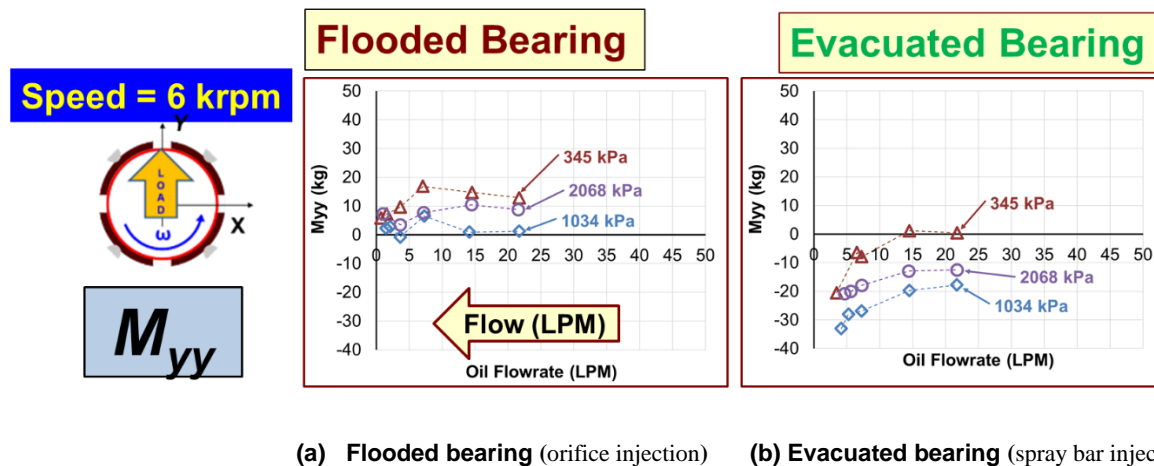 Flooded Bearing
Evacuated Bearing
Speed = 6 krpm
Y
LOAD
X
ω
Myy
50
40
30
20
10
0
-10
-20
-30
-40
Myy (kg)
0 5 10 15 20 25 30 35 40 45 50
345 kPa
2068 kPa
1034 kPa
Flow (LPM)
Oil Flowrate (LPM)
50
40
30
20
10
0
-10
-20
-30
-40
Myy (kg)
0 5 10 15 20 25 30 35 40 45 50
345 kPa
2068 kPa
1034 kPa
Oil Flowrate (LPM)
(a) Flooded bearing (orifice injection)
(b) Evacuated bearing (spray bar injec